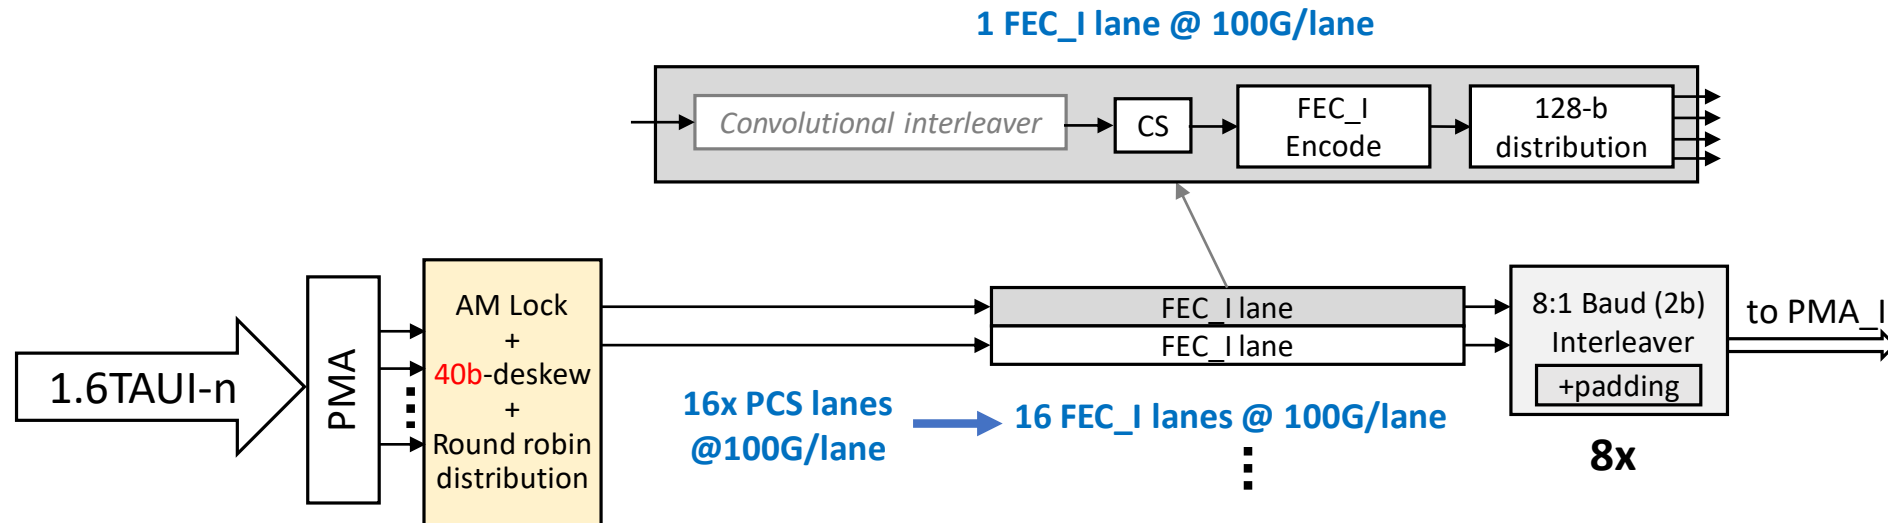 1 FEC_I lane @ 100G/lane
Convolutional interleaver
CS
FEC_I
Encode
128-b
distribution
1.6TAUI-n
PMA
AM Lock
+
40b-deskew
+
Round robin
distribution
FEC_I lane
FEC_I lane
16x PCS lanes
@100G/lane
16 FEC_I lanes @ 100G/lane
8:1 Baud (2b)
Interleaver
+padding
8x
to PMA_I